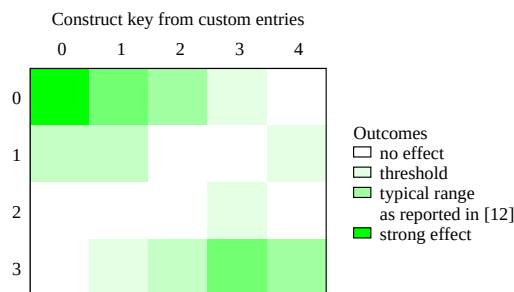 Construct key from custom entries
0 1 2 3 4
0
1
2
3
Outcomes
no effect
threshold
typical range
as reported in [12]
strong effect